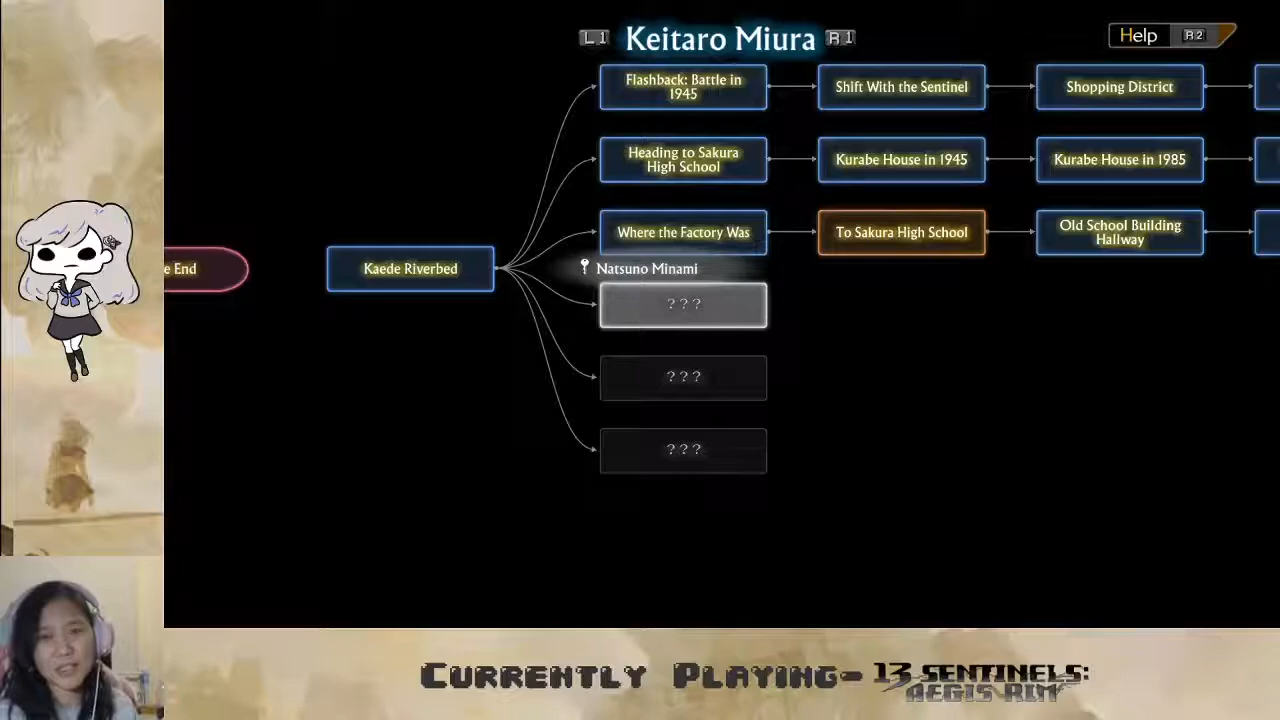 L1 Keitaro Miura R1
Help R2
Flashback: Battle in
1945
Shift With the Sentinel
Shopping District
Heading to Sakura
High School
Kurabe House in 1945
Kurabe House in 1985
Where the Factory Was
To Sakura High School
Old School Building
Hallway
e End
Kaede Riverbed
Natsuno Minami
? ? ?
? ? ?
? ? ?
Currently Playing- 13 SENTINELS:
AEGIS RIM